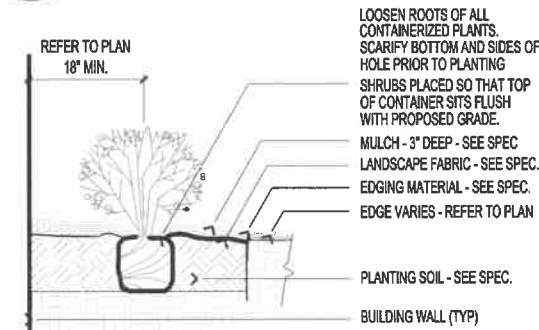 REFER TO PLAN
18" MIN.
LOOSEN ROOTS OF ALL
CONTAINERIZED PLANTS.
SCARIFY BOTTOM AND SIDES OF
HOLE PRIOR TO PLANTING
SHRUBS PLACED SO THAT TOP
OF CONTAINER SITS FLUSH
WITH PROPOSED GRADE.
MULCH - 3" DEEP - SEE SPEC
LANDSCAPE FABRIC - SEE SPEC.
EDGING MATERIAL - SEE SPEC.
EDGE VARIES - REFER TO PLAN
PLANTING SOIL - SEE SPEC.
BUILDING WALL (TYP)